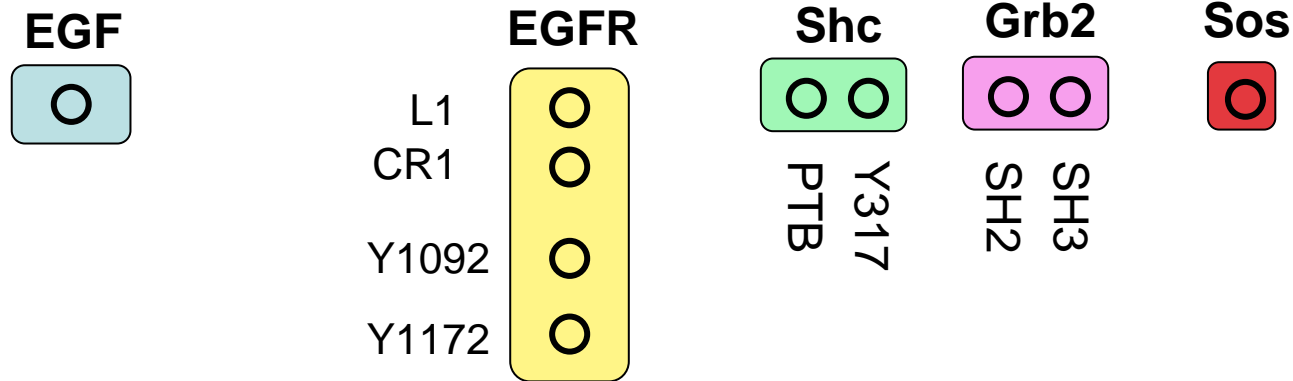 EGF
EGFR
Shc
Grb2
Sos
L1
CR1
Y1092
Y1172
PTB
Y317
SH2
SH3